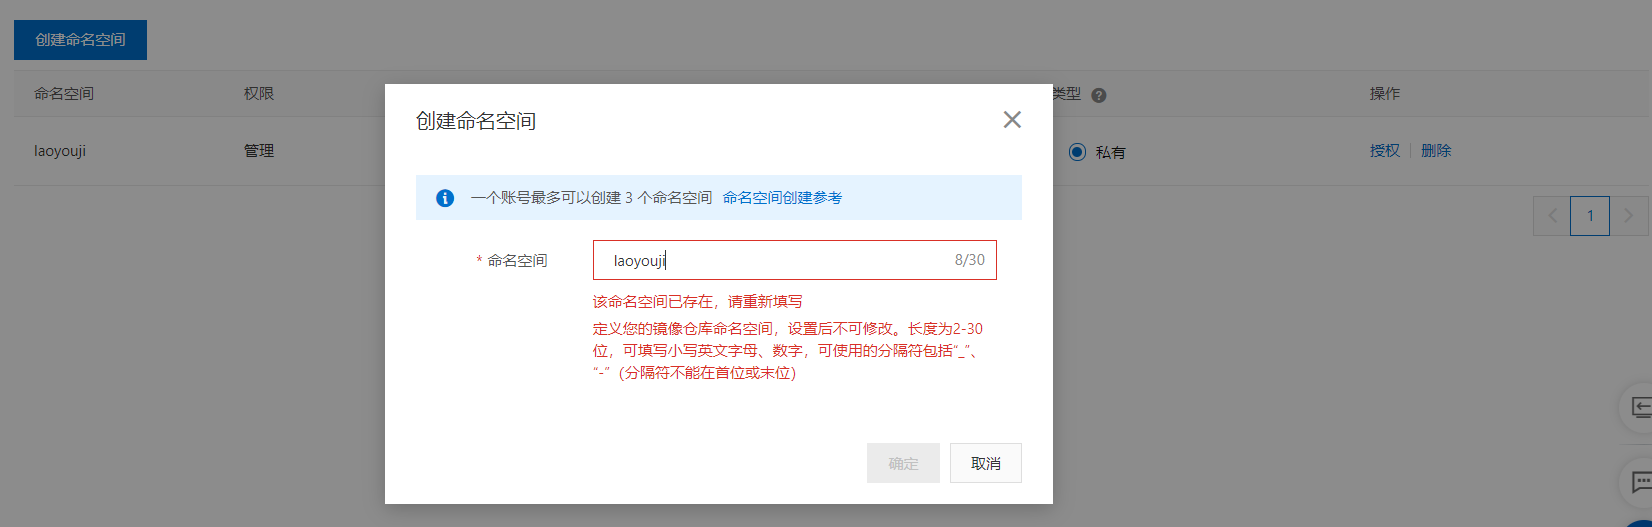 创建命名空间
命名空间 权限 类型 操作
laoyouji 管理 私有 授权 删除
1
创建命名空间
一个账号最多可以创建 3 个命名空间 命名空间创建参考
* 命名空间 laoyouji 8/30
该命名空间已存在，请重新填写
定义您的镜像仓库命名空间，设置后不可修改。长度为2-30
位，可填写小写英文字母、数字，可使用的分隔符包括“_”、
“-”（分隔符不能在首位或末位）
确定 取消